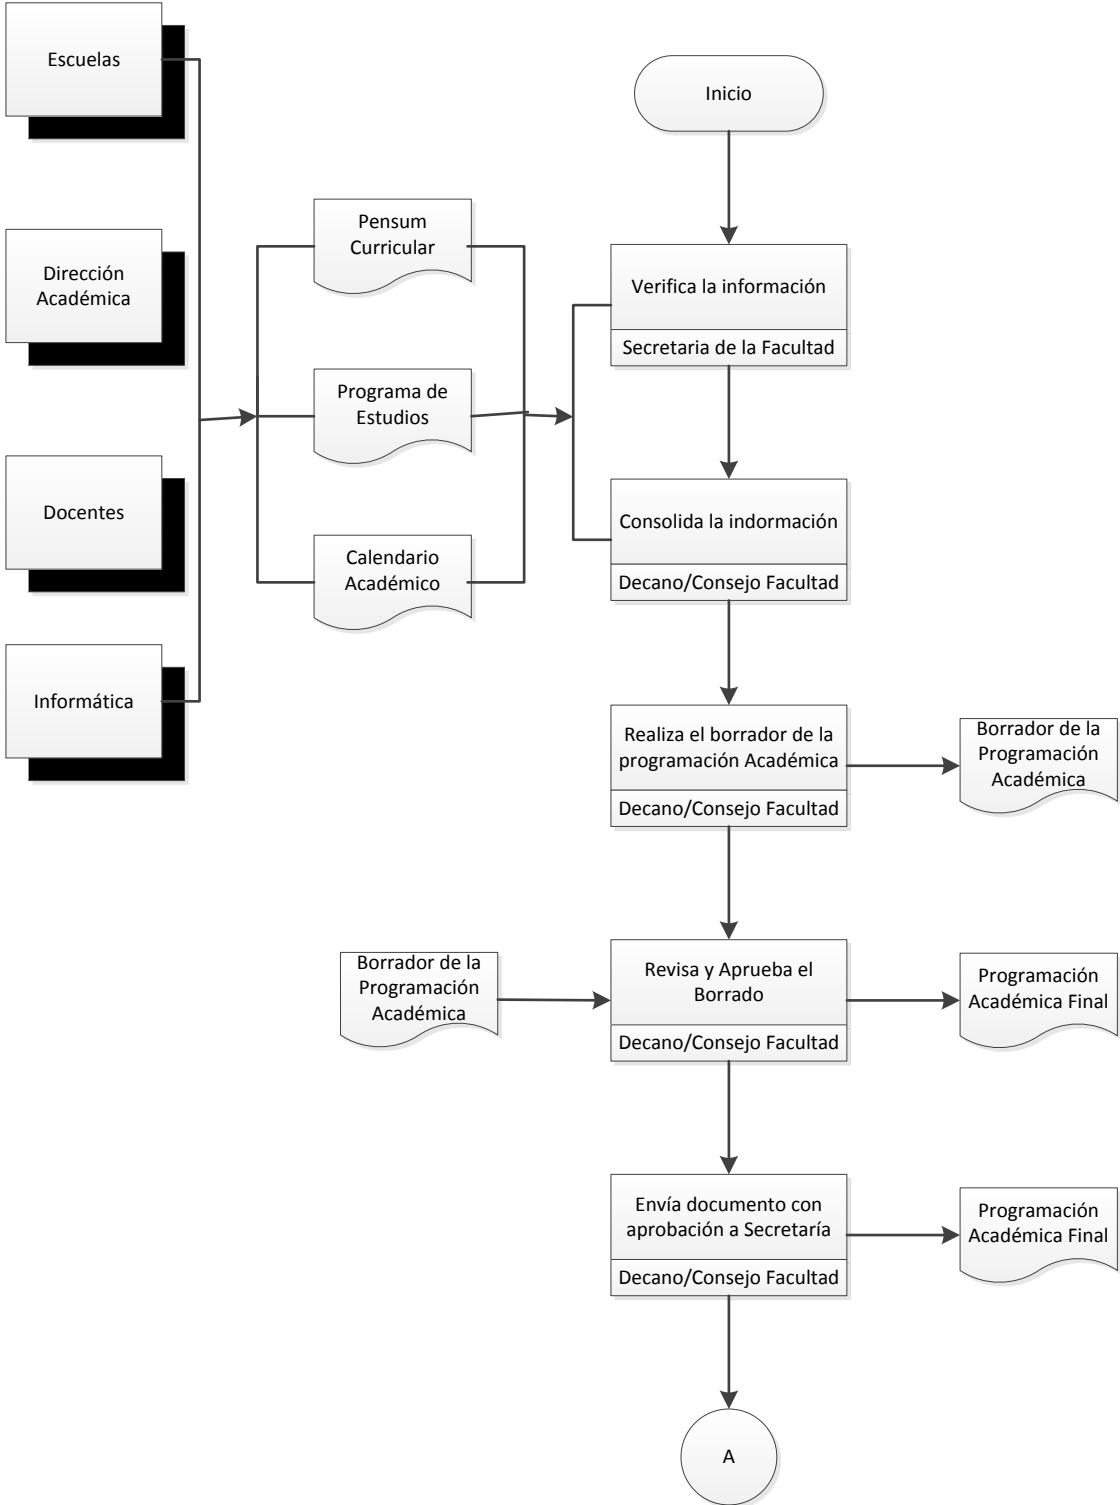 Escuelas
Inicio
Pensum
Curricular
Dirección
Académica
Verifica la información
Secretaria de la Facultad
Programa de
Estudios
Docentes
Consolida la indormación
Decano/Consejo Facultad
Calendario
Académico
Informática
Realiza el borrador de la
programación Académica
Decano/Consejo Facultad
Borrador de la
Programación
Académica
Borrador de la
Programación
Académica
Revisa y Aprueba el
Borrado
Decano/Consejo Facultad
Programación
Académica Final
Envía documento con
aprobación a Secretaría
Decano/Consejo Facultad
Programación
Académica Final
A